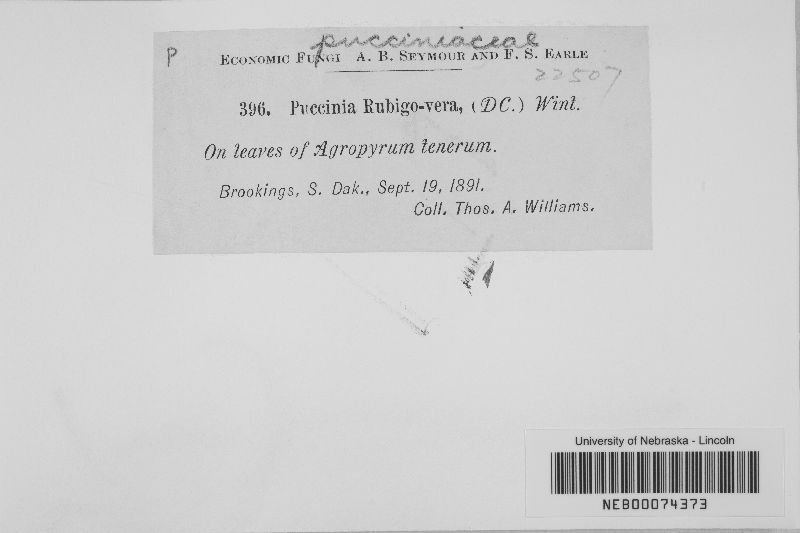 P
pucciniaceae
Economic Fungi A. B. Seymour and F. S. Earle
22507
396. Puccinia Rubigo-vera, (DC.) Wint.
On leaves of Agropyrum tenerum.
Brookings, S. Dak., Sept. 19, 1891.
Coll. Thos. A. Williams.
University of Nebraska - Lincoln
NEB00074373